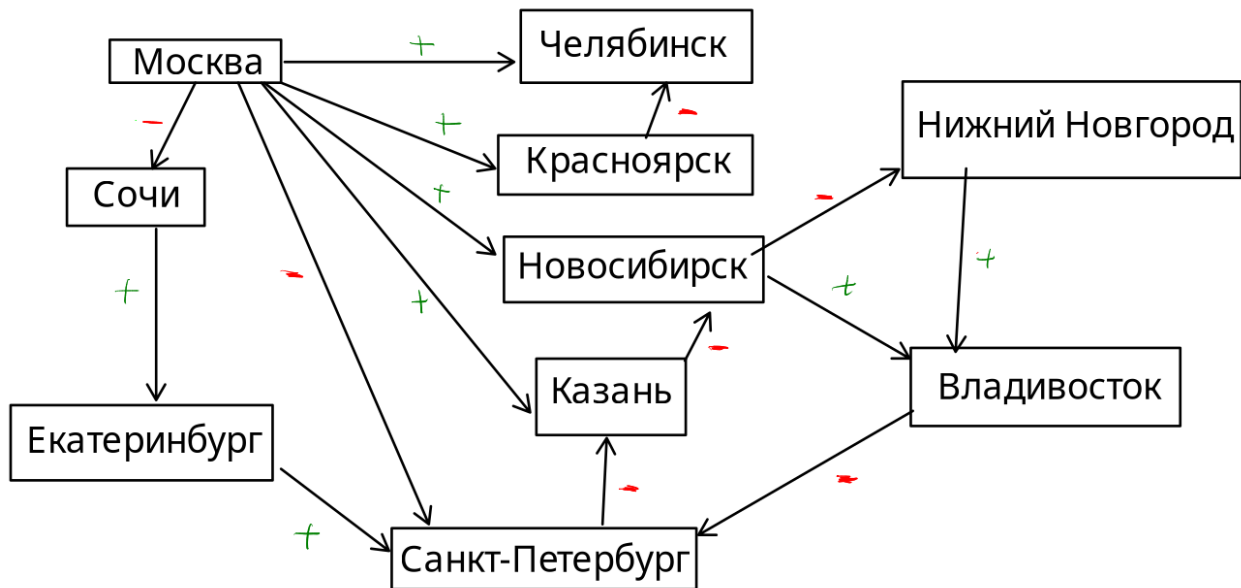 Москва
+
Челябинск
-
+
-
Красноярск
Нижний Новгород
Сочи
+
-
Новосибирск
+
-
+
+
+
-
Казань
Владивосток
Екатеринбург
-
-
+
Санкт-Петербург